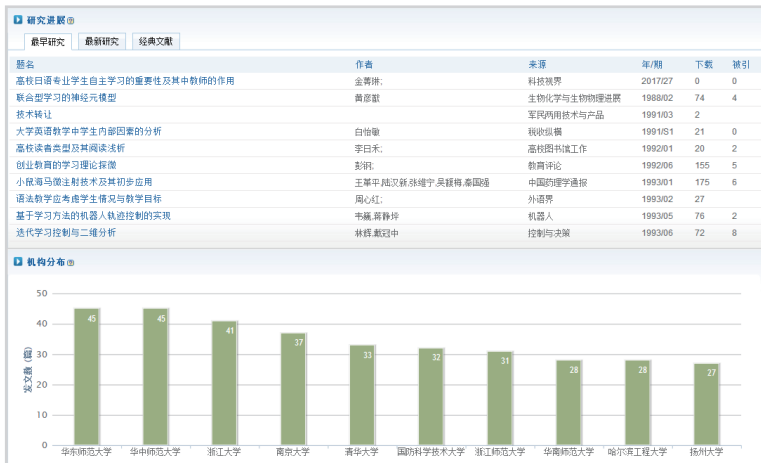 研究进展
最早研究 最新研究 经典文献
题名 作者 来源 年/期 下载 被引
高校日语专业学生自主学习的重要性及其中教师的作用 金菁琳; 科技视界 2017/27 0 0
联合型学习的神经元模型 黄彦猷 生物化学与生物物理进展 1988/02 74 4
技术转让 军民两用技术与产品 1991/03 2
大学英语教学中学生内部因素的分析 白怡敏 税收纵横 1991/S1 21 0
高校读者类型及其阅读浅析 李曰禾; 高校图书馆工作 1992/01 20 2
创业教育的学习理论探微 彭钢; 教育评论 1992/06 155 5
小鼠海马微注射技术及其初步应用 王革平,陆汉新,张维宁,吴馥梅,秦国强 中国药理学通报 1993/01 175 6
语法教学应考虑学生情况与教学目标 周心红; 外语界 1993/02 27
基于学习方法的机器人轨迹控制的实现 韦巍,蒋静坪 机器人 1993/05 76 2
迭代学习控制与二维分析 林辉,戴冠中 控制与决策 1993/06 72 8
机构分布
发文数 (篇)
50
40
30
20
10
0
45 45 41 37 33 32 31 28 28 27
华东师范大学 华中师范大学 浙江大学 南京大学 清华大学 国防科学技术大学 浙江师范大学 华南师范大学 哈尔滨工程大学 扬州大学